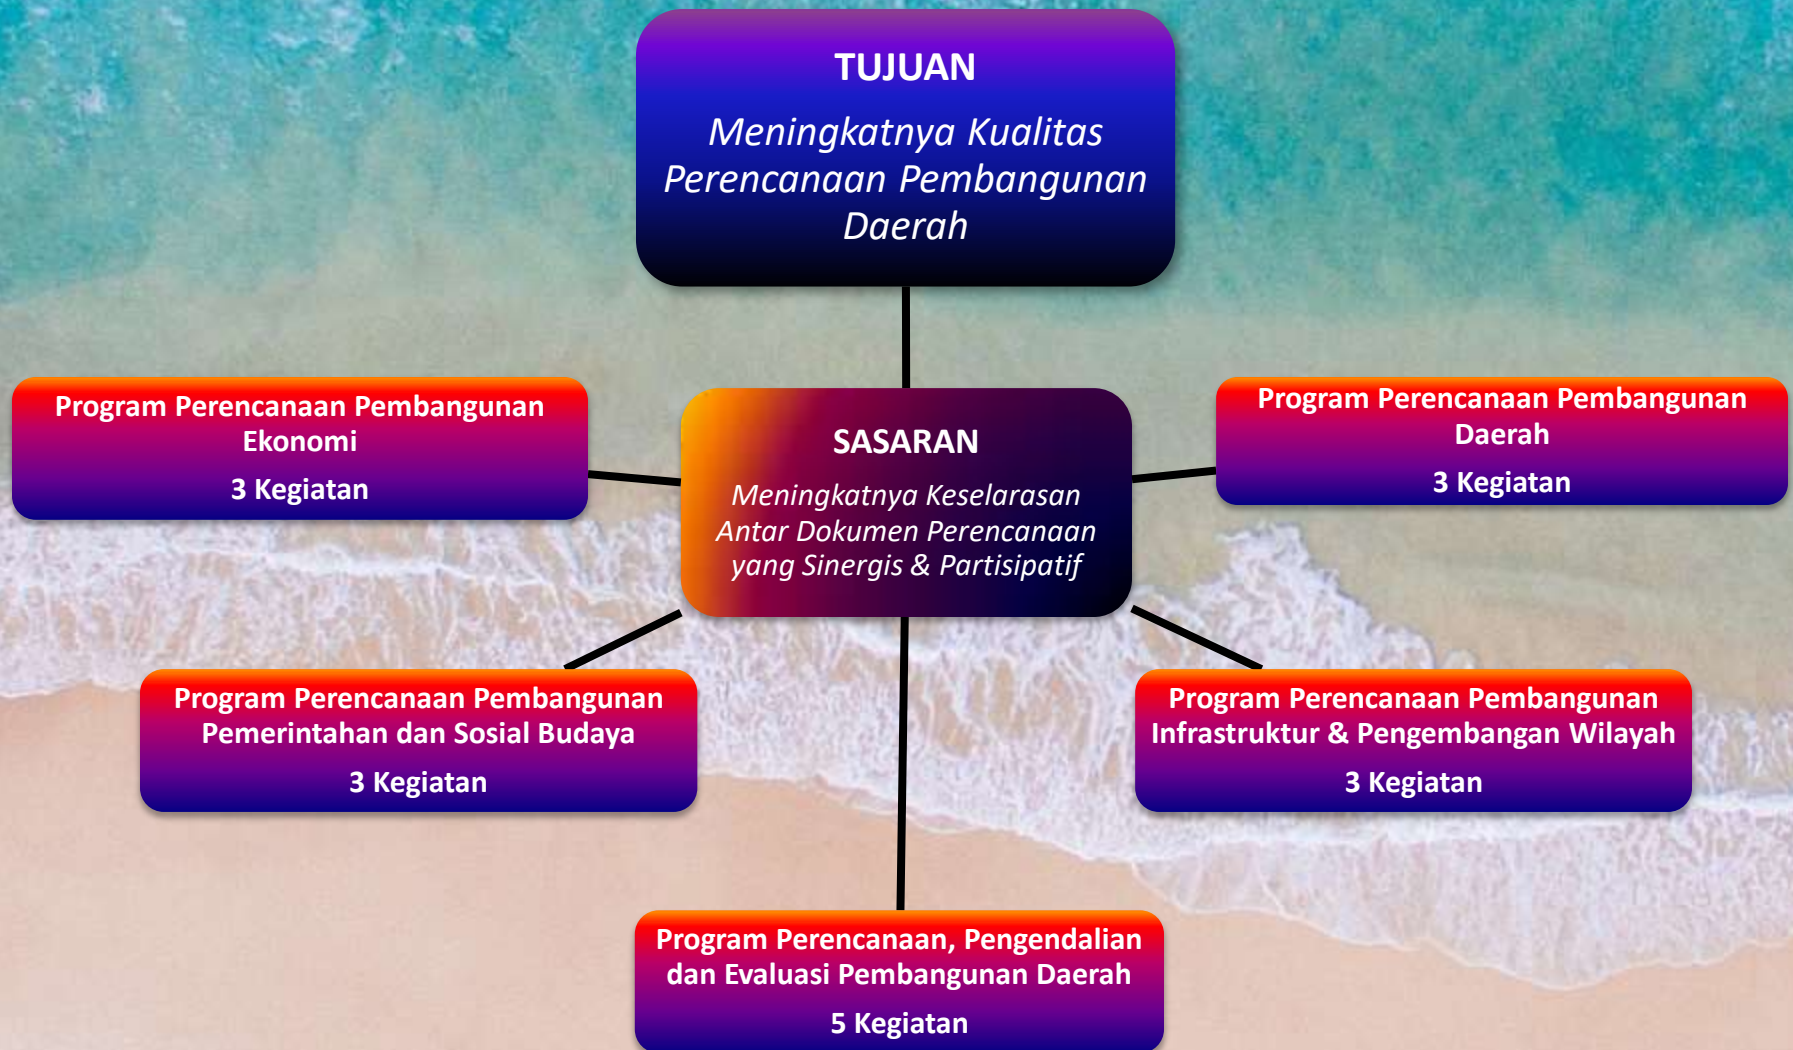 TUJUAN
Meningkatnya Kualitas
Perencanaan Pembangunan
Daerah
Program Perencanaan Pembangunan
Ekonomi
3 Kegiatan
SASARAN
Meningkatnya Keselarasan
Antar Dokumen Perencanaan
yang Sinergis & Partisipatif
Program Perencanaan Pembangunan
Daerah
3 Kegiatan
Program Perencanaan Pembangunan
Pemerintahan dan Sosial Budaya
3 Kegiatan
Program Perencanaan Pembangunan
Infrastruktur & Pengembangan Wilayah
3 Kegiatan
Program Perencanaan, Pengendalian
dan Evaluasi Pembangunan Daerah
5 Kegiatan